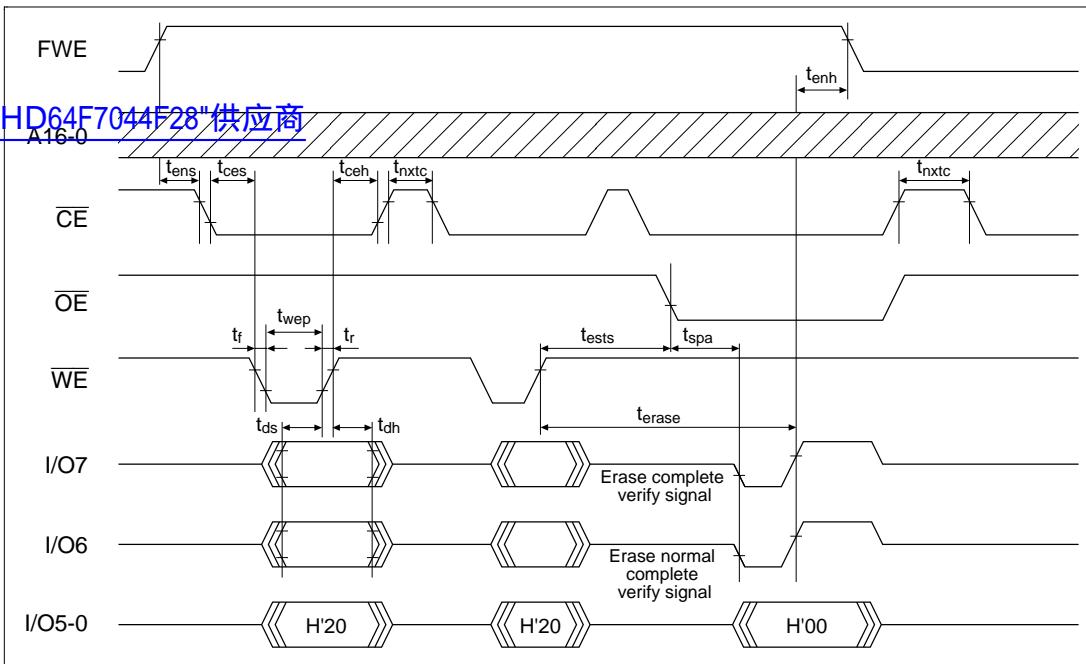 FWE
tenh
HD64F7044F28"供应商
A16-0
tens
tces
tceh
tnxtc
tnxtc
CE
OE
twep
tf
tr
tests
tspa
WE
terase
tds
tdh
I/O7
Erase complete
verify signal
I/O6
Erase normal
complete
verify signal
I/O5-0
H'20
H'20
H'00